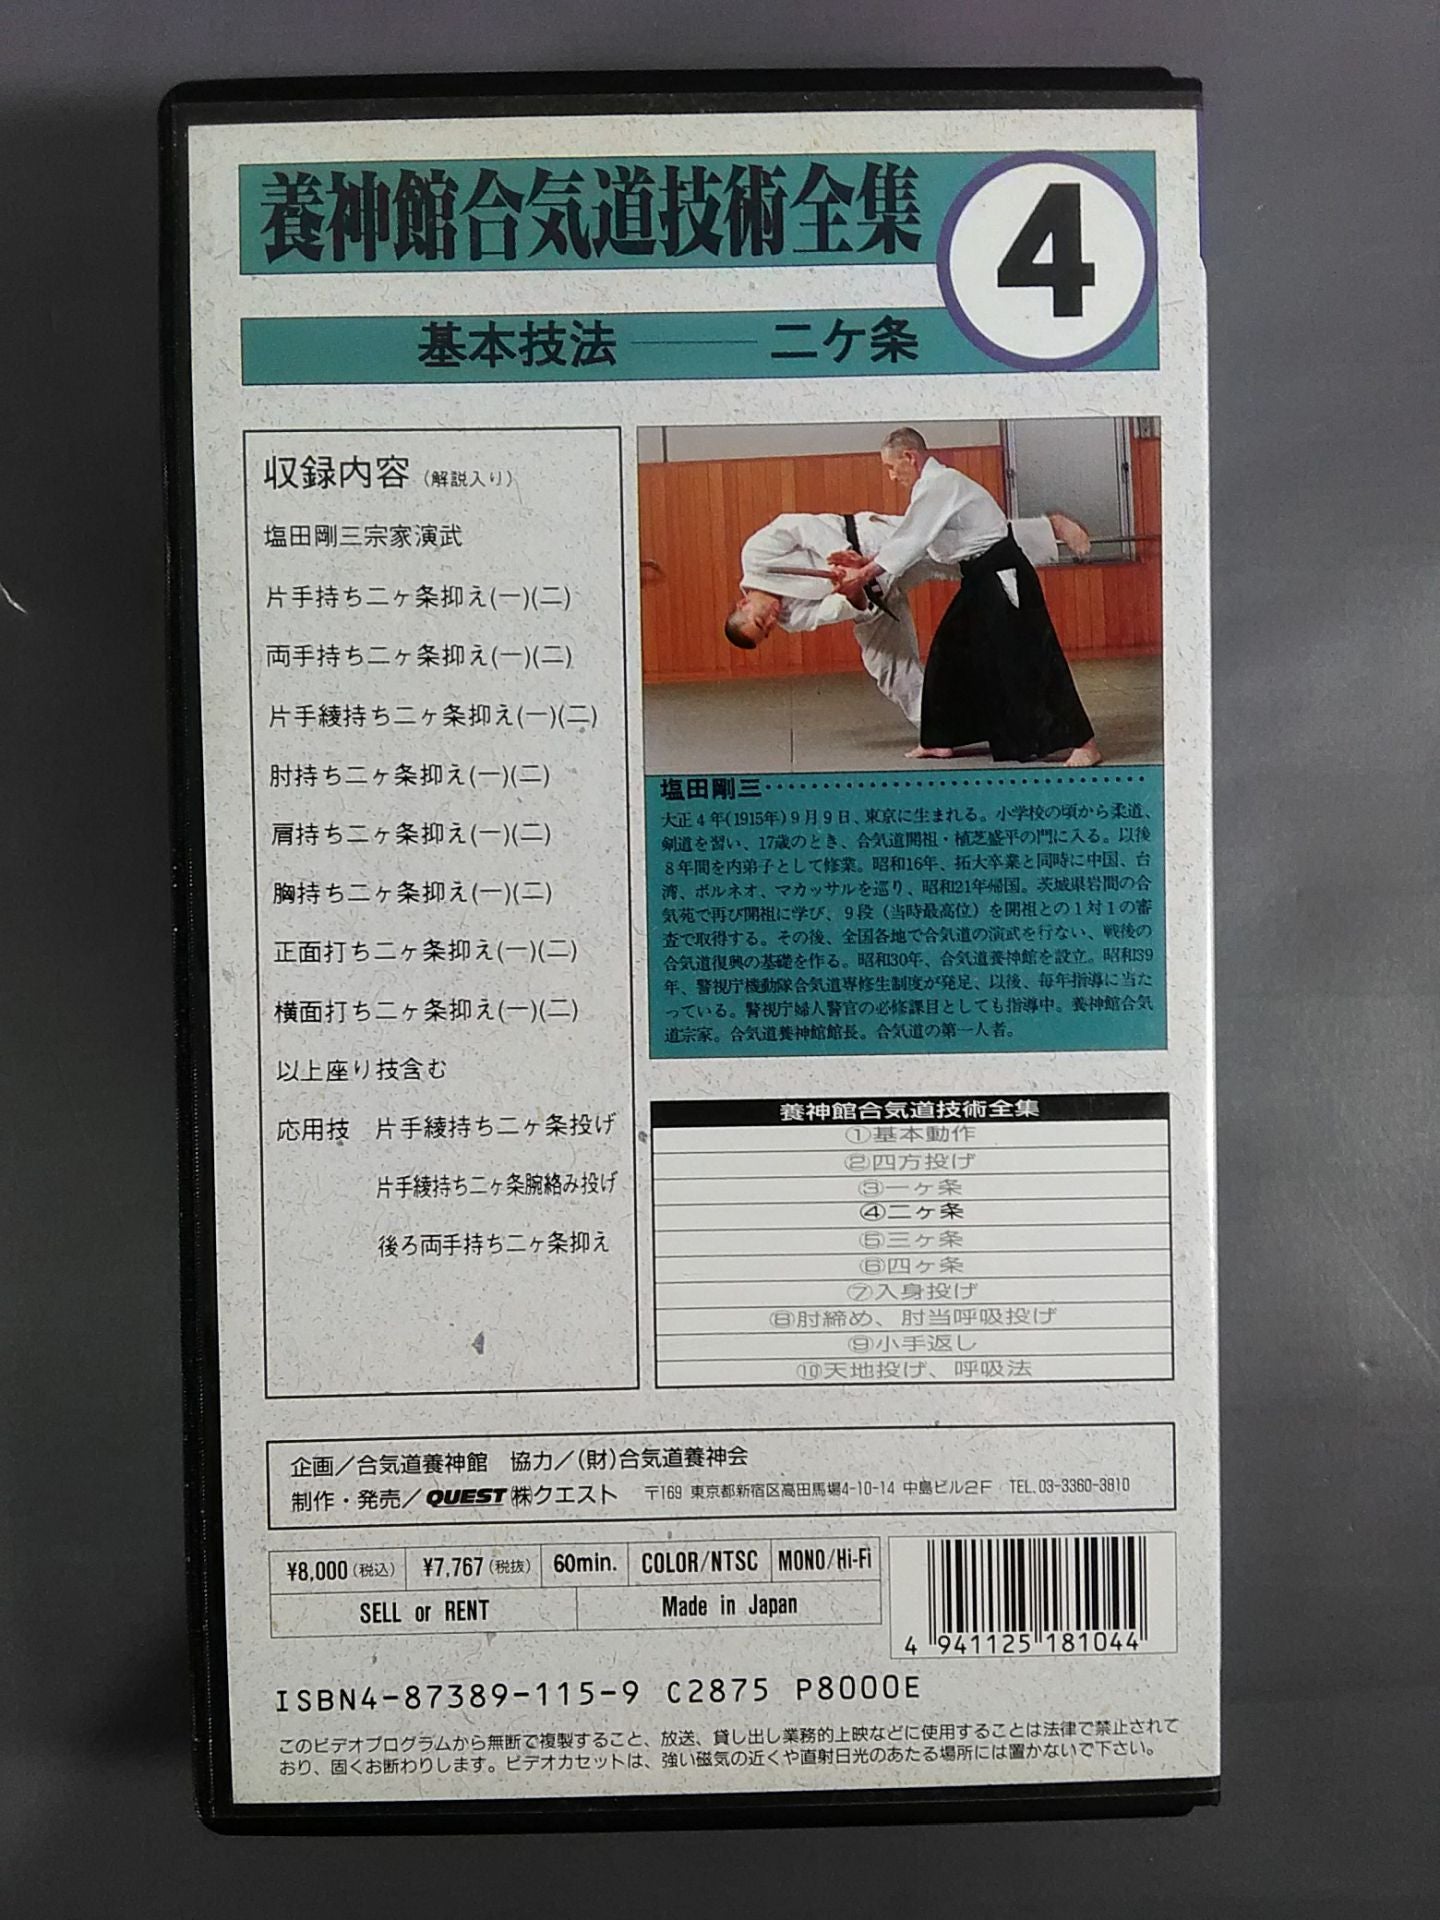 養神館合気道技術全集
4
基本技法――二ケ条
収録内容（解説入り）
塩田剛三宗家演武
片手持ち二ヶ条抑え(一)(二)
両手持ち二ヶ条抑え(一)(二)
片手綾持ち二ヶ条抑え(一)(二)
肘持ち二ヶ条抑え(一)(二)
肩持ち二ヶ条抑え(一)(二)
胸持ち二ヶ条抑え(一)(二)
正面打ち二ヶ条抑え(一)(二)
横面打ち二ヶ条抑え(一)(二)
以上座り技含む
応用技　片手綾持ち二ヶ条投げ
片手綾持ち二ヶ条腕絡み投げ
後ろ両手持ち二ヶ条抑え
塩田剛三
大正4年(1915年)9月9日、東京に生まれる。小学校の頃から柔道、
剣道を習い、17歳のとき、合気道開祖・植芝盛平の門に入る。以後
8年間を内弟子として修業。昭和16年、拓大卒業と同時に中国、台
湾、ボルネオ、マカッサルを巡り、昭和21年帰国。茨城県岩間の合
気苑で再び開祖に学び、9段（当時最高位）を開祖との1対1の審
査で取得する。その後、全国各地で合気道の演武を行ない、戦後の
合気道復興の基礎を作る。昭和30年、合気道養神館を設立。昭和39
年、警視庁機動隊合気道専修生制度が発足、以後、毎年指導に当た
っている。警視庁婦人警官の必修課目としても指導中。養神館合気
道宗家。合気道養神館館長。合気道の第一人者。
養神館合気道技術全集
①基本動作
②四方投げ
③一ヶ条
④二ヶ条
⑤三ヶ条
⑥四ヶ条
⑦入身投げ
⑧肘締め、肘当呼吸投げ
⑨小手返し
⑩天地投げ、呼吸法
企画／合気道養神館　協力／(財)合気道養神会
制作・発売／QUEST ㈱クエスト　〒169 東京都新宿区高田馬場4-10-14 中島ビル2F　TEL.03-3360-3810
¥8,000(税込) ¥7,767(税抜) 60min. COLOR/NTSC MONO/Hi-Fi
SELL or RENT Made in Japan
4 941125 181044
ISBN4-87389-115-9 C2875 P8000E
このビデオプログラムから無断で複製すること、放送、貸し出し業務的上映などに使用することは法律で禁止されて
おり、固くお断わりします。ビデオカセットは、強い磁気の近くや直射日光のあたる場所には置かないで下さい。